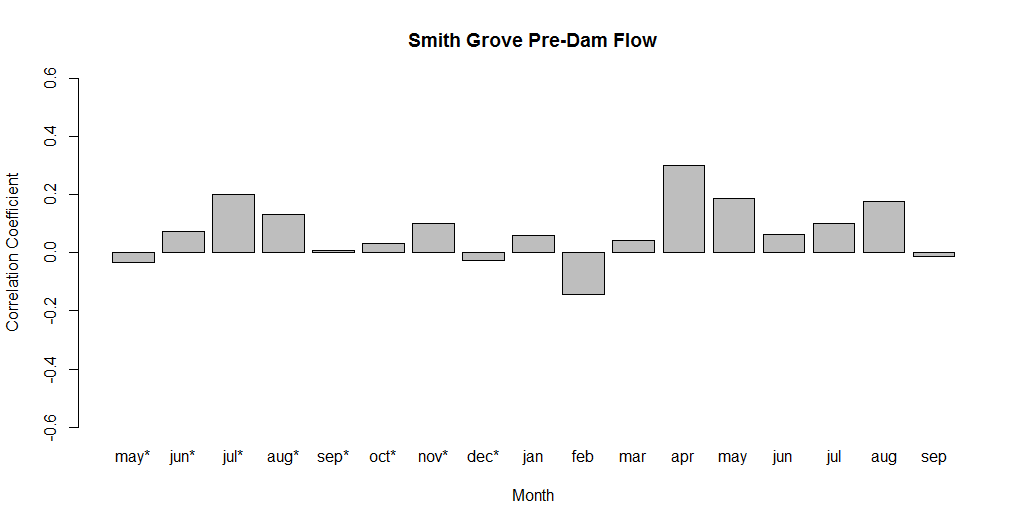 Smith Grove Pre-Dam Flow
Correlation Coefficient
0.6
0.4
0.2
0.0
-0.2
-0.4
-0.6
may* jun* jul* aug* sep* oct* nov* dec* jan feb mar apr may jun jul aug sep
Month